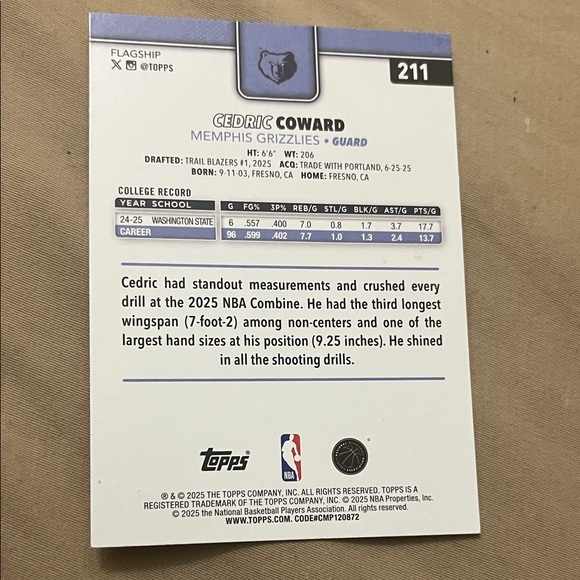 FLAGSHIP
X @TOPPS
211
CEDRIC COWARD
MEMPHIS GRIZZLIES • GUARD
HT: 6'6" WT: 206
DRAFTED: TRAIL BLAZERS #1, 2025 ACQ: TRADE WITH PORTLAND, 6-25-25
BORN: 9-11-03, FRESNO, CA HOME: FRESNO, CA
COLLEGE RECORD
YEAR SCHOOL G FG% 3P% REB/G STL/G BLK/G AST/G PTS/G
24-25 WASHINGTON STATE 6 .557 .400 7.0 0.8 1.7 3.7 17.7
CAREER 96 .599 .402 7.7 1.0 1.3 2.4 13.7
Cedric had standout measurements and crushed every
drill at the 2025 NBA Combine. He had the third longest
wingspan (7-foot-2) among non-centers and one of the
largest hand sizes at his position (9.25 inches). He shined
in all the shooting drills.
Topps
NBA
® & © 2025 THE TOPPS COMPANY, INC. ALL RIGHTS RESERVED. TOPPS IS A
REGISTERED TRADEMARK OF THE TOPPS COMPANY, INC. © 2025 NBA Properties, Inc.
© 2025 the National Basketball Players Association. All rights reserved.
WWW.TOPPS.COM. CODE#CMP120872